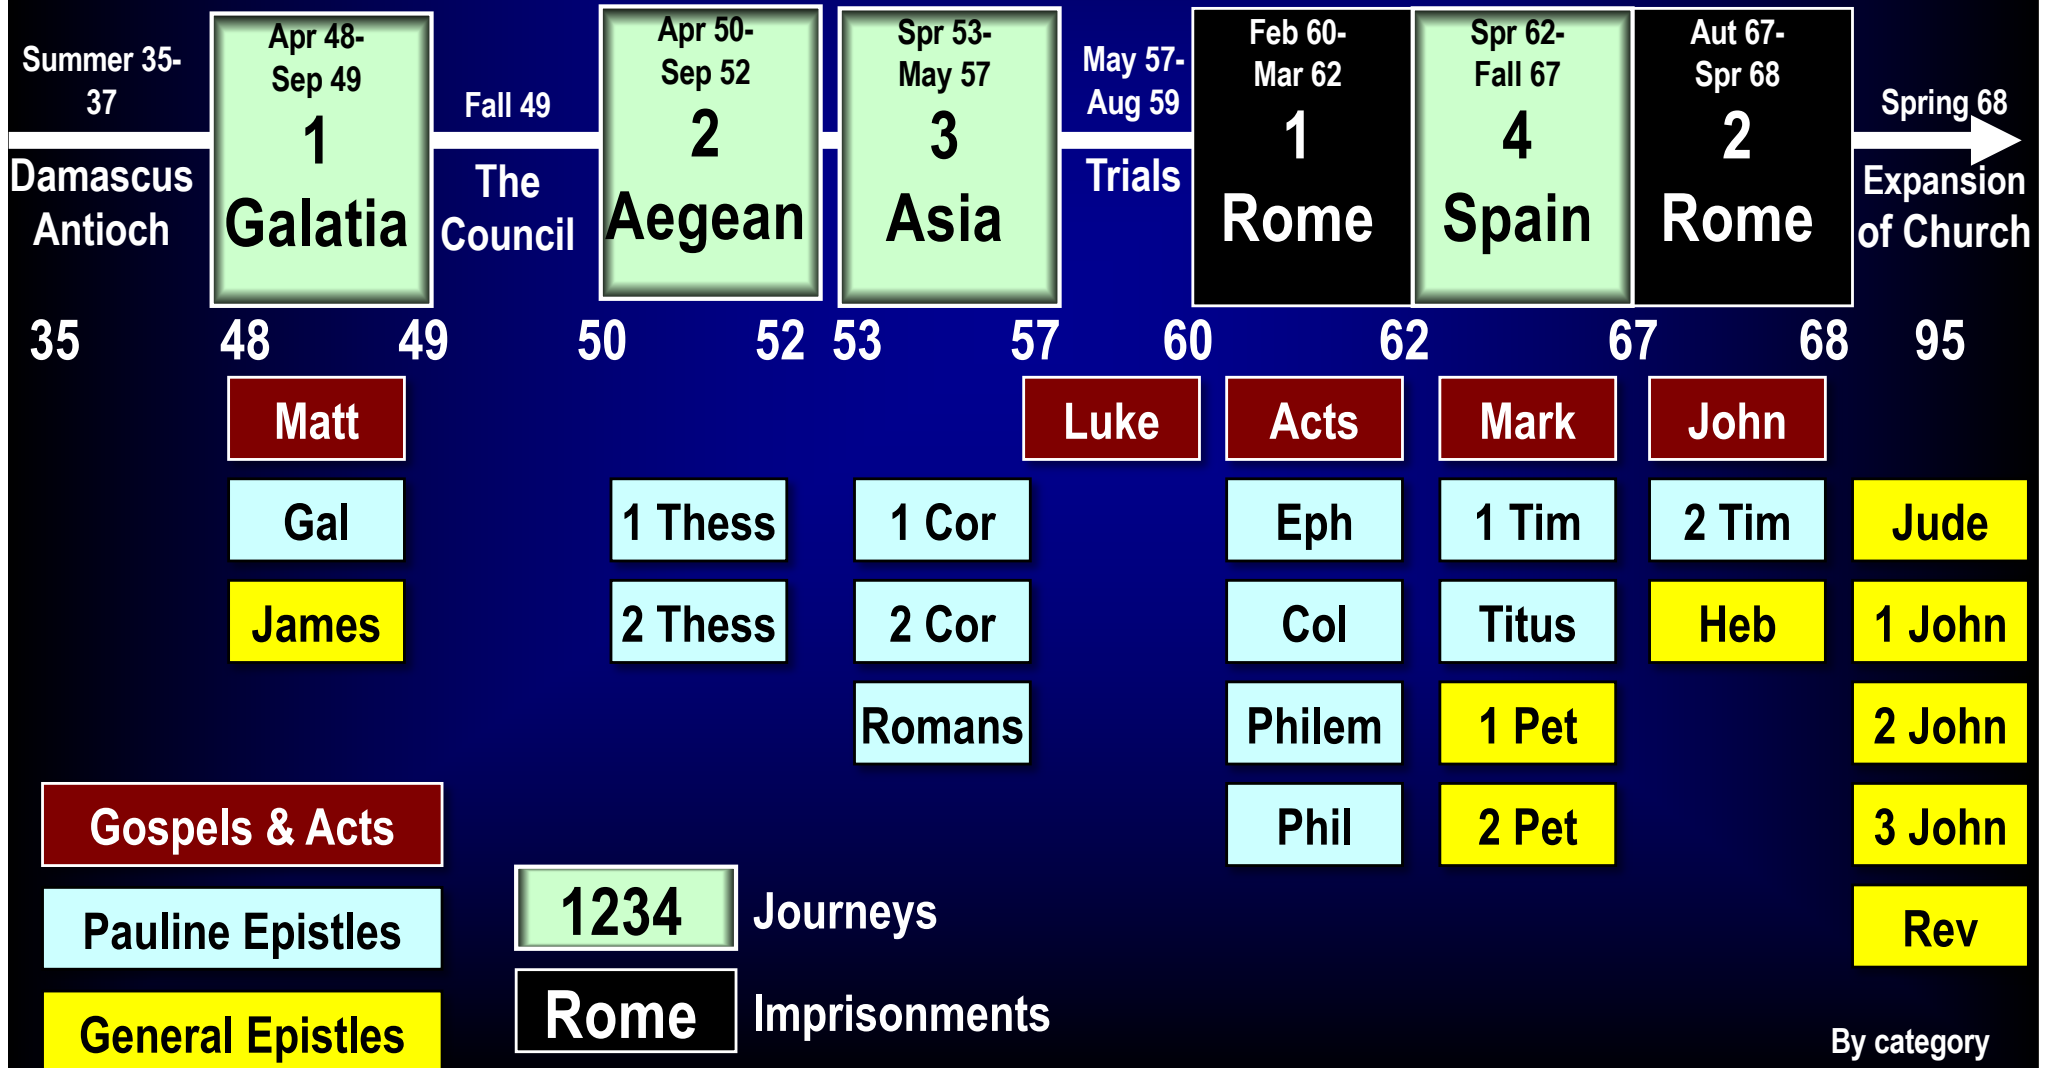 Summer 35-
37
Damascus
Antioch
Apr 48-
Sep 49
1
Galatia
Fall 49
The
Council
Apr 50-
Sep 52
2
Aegean
Spr 53-
May 57
3
Asia
May 57-
Aug 59
Trials
Feb 60-
Mar 62
1
Rome
Spr 62-
Fall 67
4
Spain
Aut 67-
Spr 68
2
Rome
Spring 68
Expansion
of Church
35 48 49 50 52 53 57 60 62 67 68 95
Matt Luke Acts Mark John
Gal 1 Thess 1 Cor Eph 1 Tim 2 Tim Jude
James 2 Thess 2 Cor Col Titus Heb 1 John
Romans Philem 1 Pet 2 John
Phil 2 Pet 3 John
Rev
Gospels & Acts
Pauline Epistles
General Epistles
1234 Journeys
Rome Imprisonments
By category